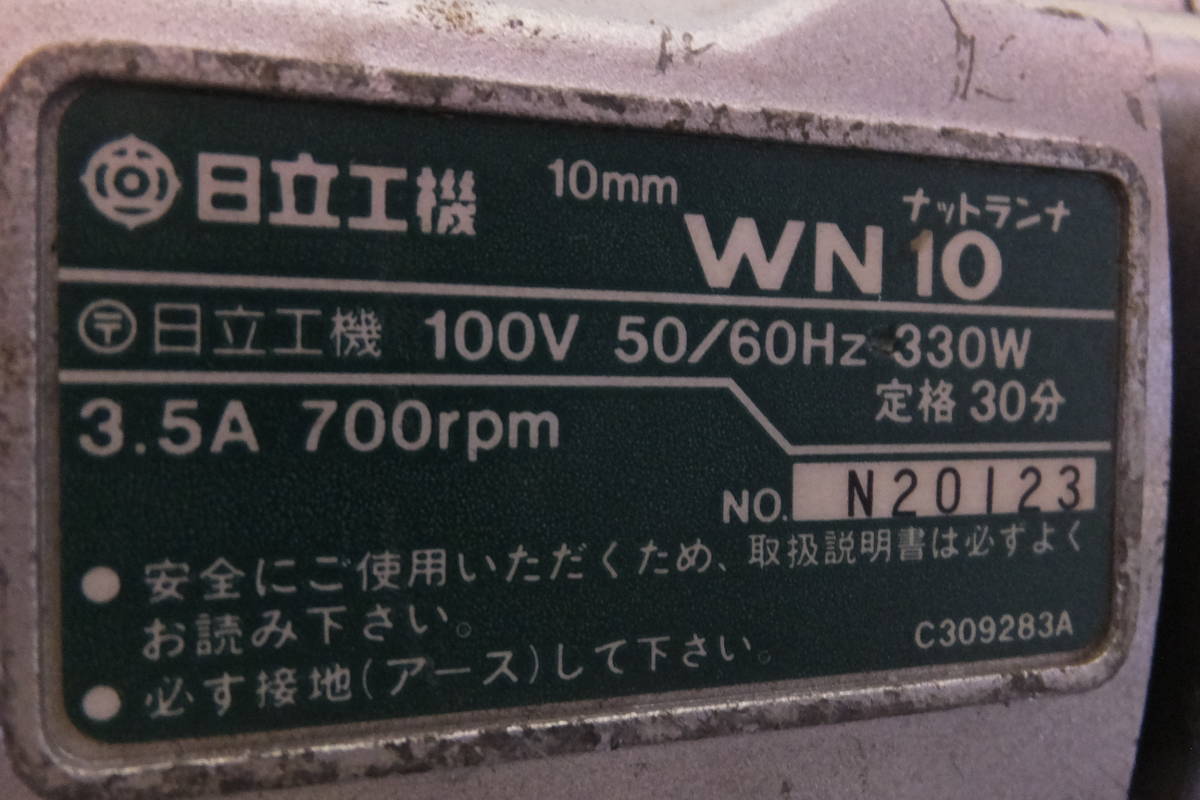 日立工機 10mm ナットランナ
WN10
〒 日立工機 100V 50/60Hz 330W
定格30分
3.5A 700rpm
NO. N20123
● 安全にご使用いただくため、取扱説明書は必ずよく
お読み下さい。
● 必ず接地(アース)して下さい。
C309283A